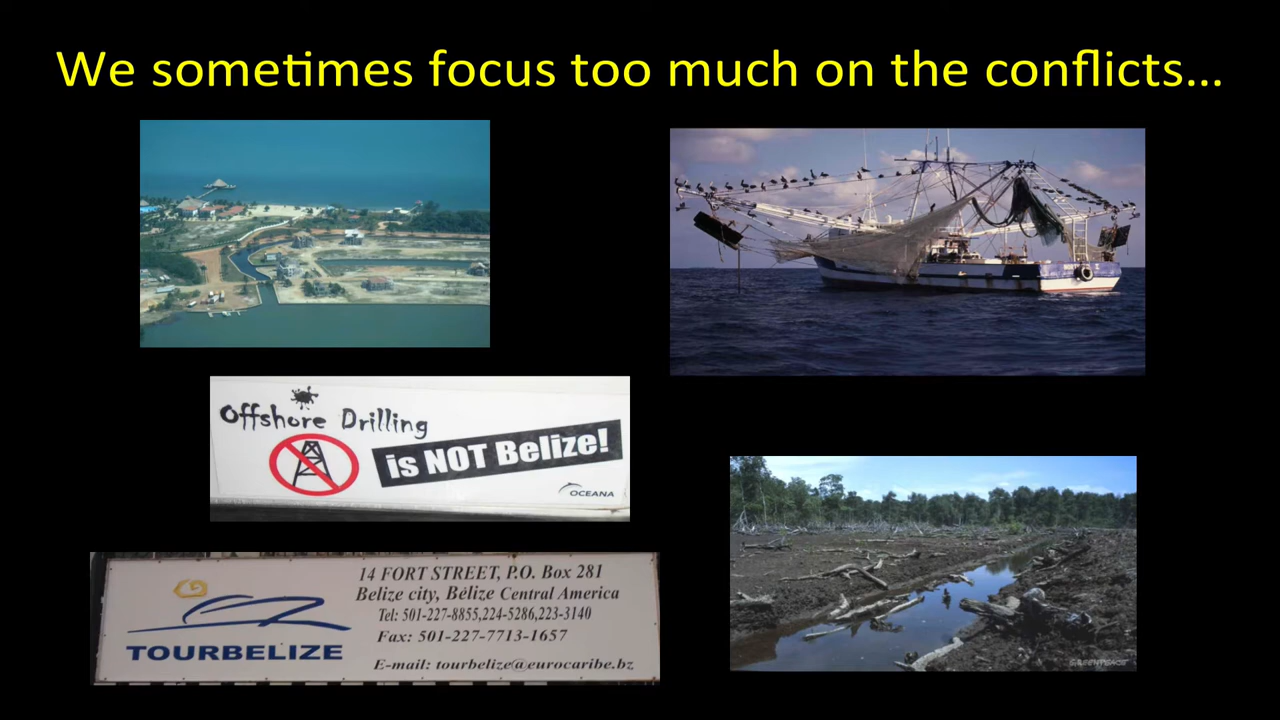 We sometimes focus too much on the conflicts...
Offshore Drilling
is NOT Belize!
OCEANA
14 FORT STREET, P.O. Box 281
Belize city, Belize Central America
Tel: 501-227-8855,224-5286,223-3140
Fax: 501-227-7713-1657
TOURBELIZE
E-mail: tourbelize@eurocaribe.bz
GREENPEACE